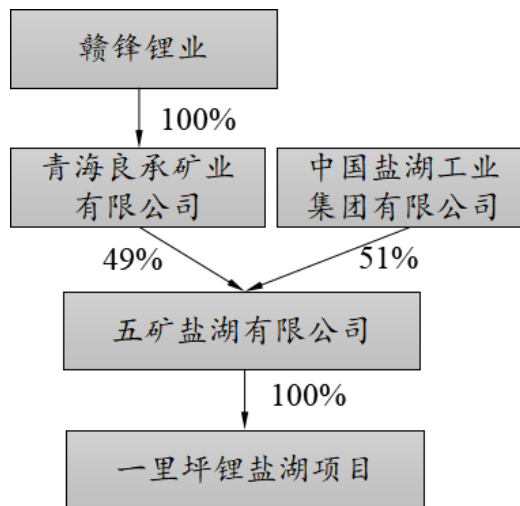 赣锋锂业
100%
青海良承矿业
有限公司
中国盐湖工业
集团有限公司
49%
51%
五矿盐湖有限公司
100%
一里坪锂盐湖项目